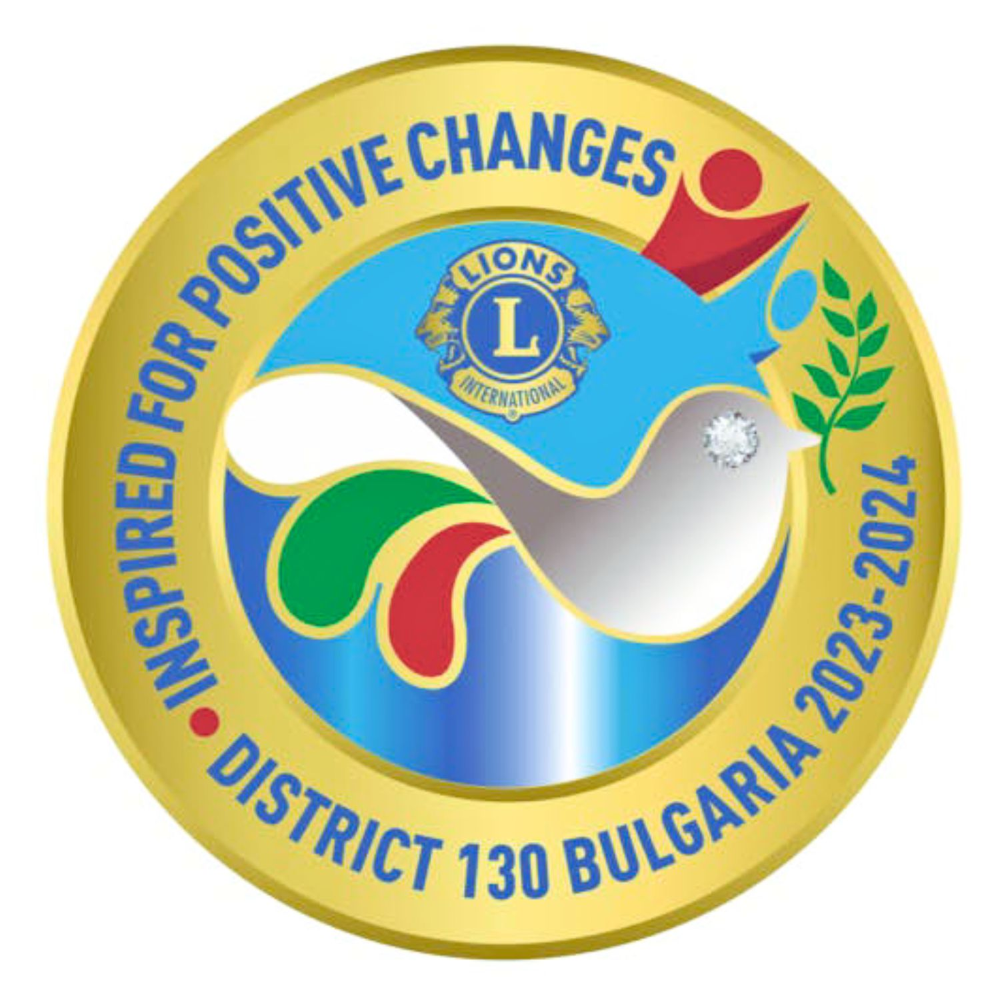 INSPIRED FOR POSITIVE CHANGES
• DISTRICT 130 BULGARIA 2023-2024
LIONS
L
INTERNATIONAL
®